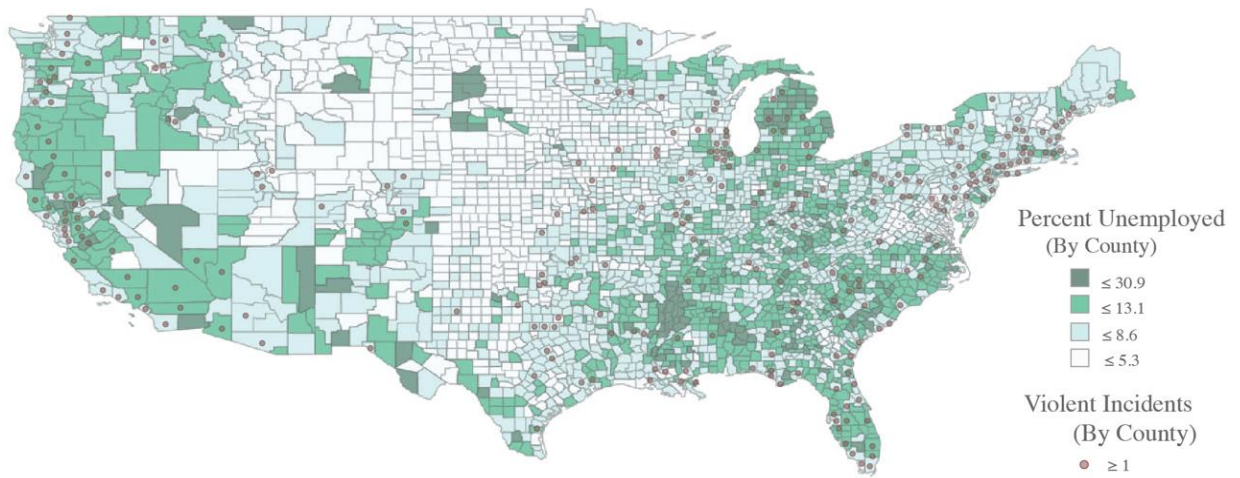 Percent Unemployed
(By County)
≤ 30.9
≤ 13.1
≤ 8.6
≤ 5.3
Violent Incidents
(By County)
≥ 1